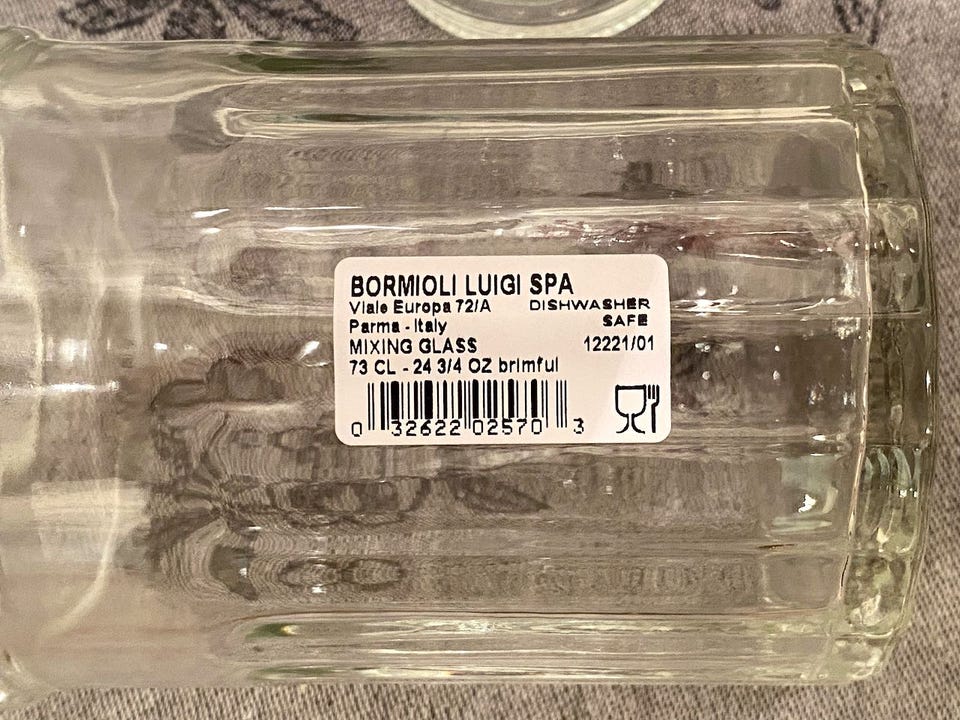 BORMIOLI LUIGI SPA
Viale Europa 72/A
DISHWASHER
Parma - Italy
SAFE
MIXING GLASS
12221/01
73 CL - 24 3/4 OZ brimful
0 32622 02570 3